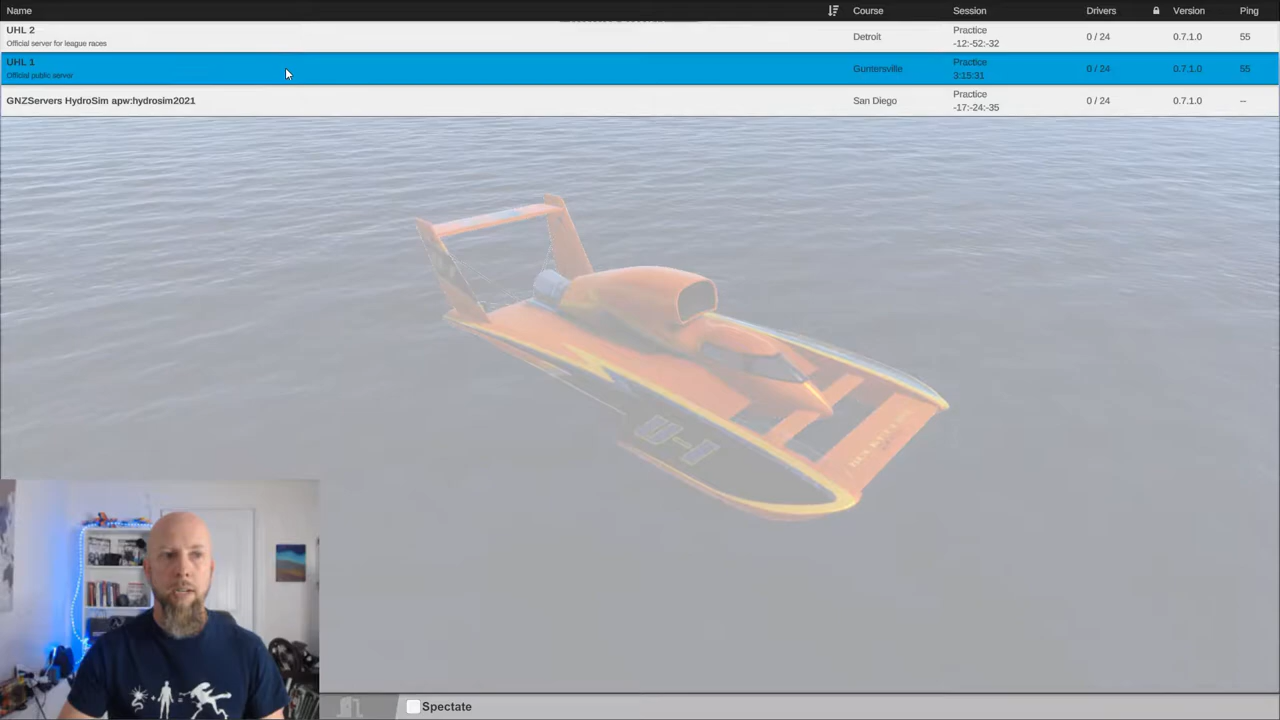 Name Course Session Drivers Version Ping
UHL 2
Official server for league races
Detroit
Practice
-12:-52:-32
0 / 24
0.7.1.0
55
UHL 1
Official public server
Guntersville
Practice
3:15:31
0 / 24
0.7.1.0
55
GNZServers HydroSim apw:hydrosim2021
San Diego
Practice
-17:-24:-35
0 / 24
0.7.1.0
--
U-1
Spectate